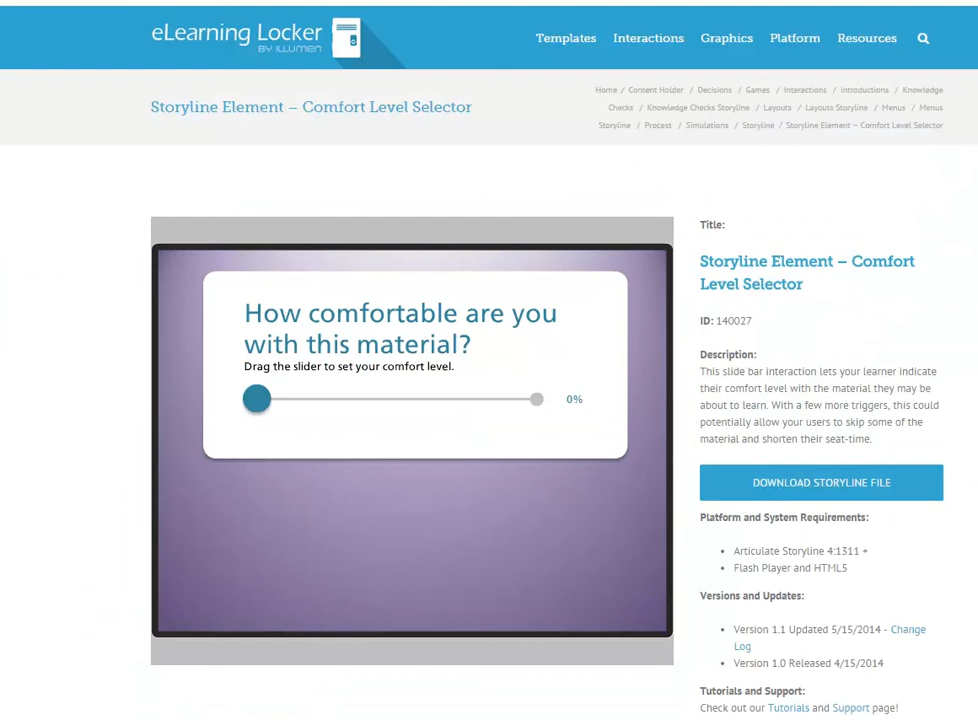 eLearning Locker
BY ILLUMEN
Templates Interactions Graphics Platform Resources
Storyline Element – Comfort Level Selector
Home / Content Holder / Decisions / Games / Interactions / Introductions / Knowledge
Checks / Knowledge Checks Storyline / Layouts / Layouts Storyline / Menus / Menus
Storyline / Process / Simulations / Storyline / Storyline Element – Comfort Level Selector
How comfortable are you
with this material?
Drag the slider to set your comfort level.
0%
Title:
Storyline Element – Comfort
Level Selector
ID: 140027
Description:
This slide bar interaction lets your learner indicate
their comfort level with the material they may be
about to learn. With a few more triggers, this could
potentially allow your users to skip some of the
material and shorten their seat-time.
DOWNLOAD STORYLINE FILE
Platform and System Requirements:
• Articulate Storyline 4:1311 +
• Flash Player and HTML5
Versions and Updates:
• Version 1.1 Updated 5/15/2014 - Change
Log
• Version 1.0 Released 4/15/2014
Tutorials and Support:
Check out our Tutorials and Support page!